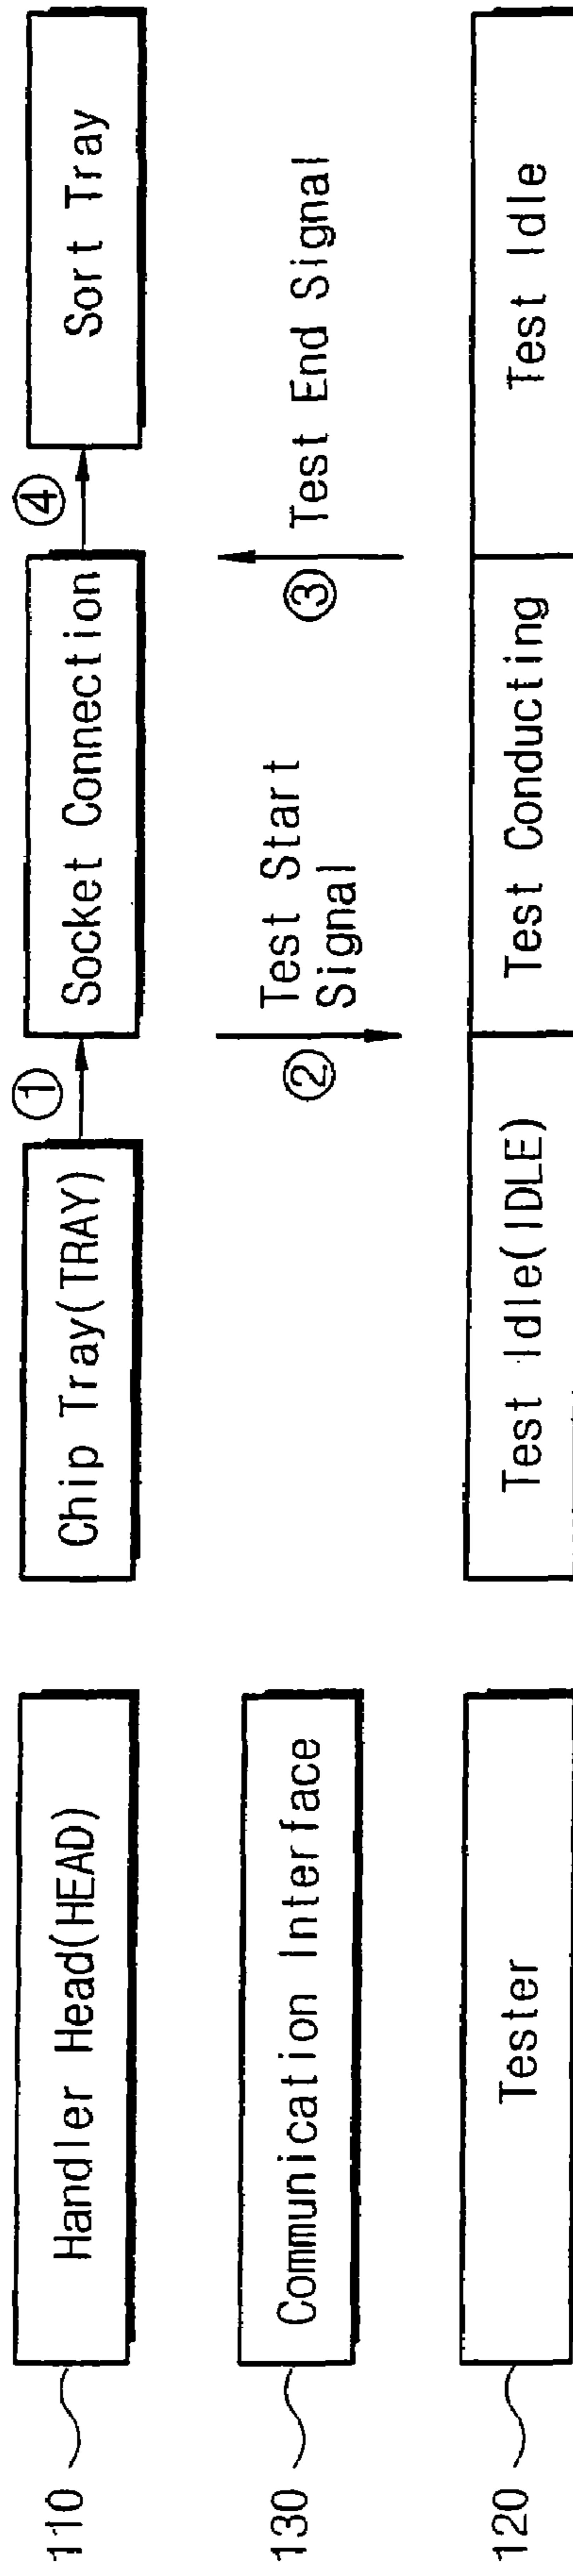 110
Handler Head(HEAD)
Chip Tray(TRAY)
①
Socket Connection
④
Sort Tray
130
Communication Interface
②
Test Start
Signal
③
Test End Signal
120
Tester
Test Idle(IDLE)
Test Conducting
Test Idle